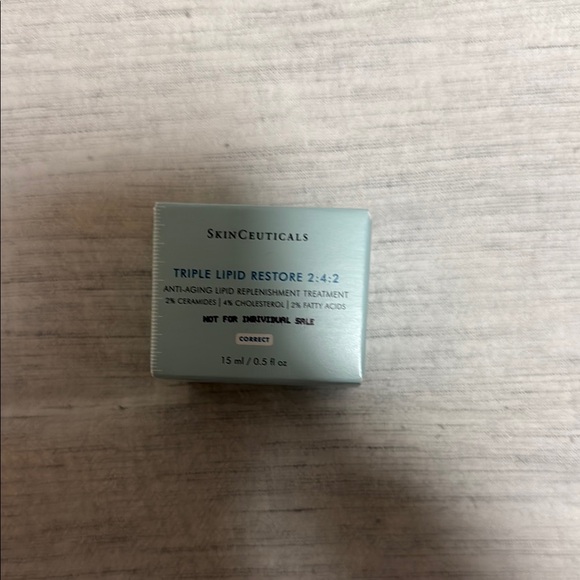 SKINCEUTICALS
TRIPLE LIPID RESTORE 2:4:2
ANTI-AGING LIPID REPLENISHMENT TREATMENT
2% CERAMIDES | 4% CHOLESTEROL | 2% FATTY ACIDS
NOT FOR INDIVIDUAL SALE
CORRECT
15 ml / 0.5 fl oz